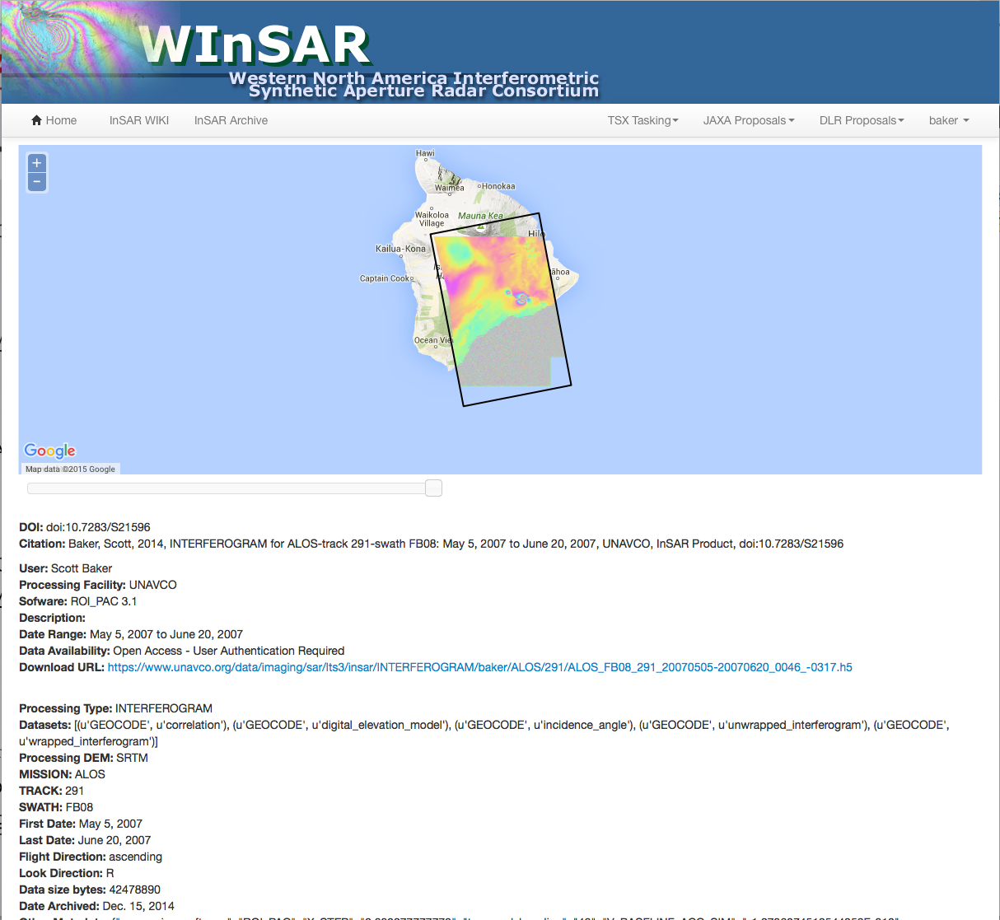 WInSAR
Western North America Interferometric
Synthetic Aperture Radar Consortium
Home InSAR WIKI InSAR Archive TSX Tasking JAXA Proposals DLR Proposals baker
+
−
Hawi
Waimea
Honokaa
Waikoloa
Village
Mauna Kea
Hilo
Kailua-Kona
Captain Cook
āhoa
Ocean Vie
Google
Map data ©2015 Google
DOI: doi:10.7283/S21596
Citation: Baker, Scott, 2014, INTERFEROGRAM for ALOS-track 291-swath FB08: May 5, 2007 to June 20, 2007, UNAVCO, InSAR Product, doi:10.7283/S21596
User: Scott Baker
Processing Facility: UNAVCO
Sofware: ROI_PAC 3.1
Description:
Date Range: May 5, 2007 to June 20, 2007
Data Availability: Open Access - User Authentication Required
Download URL: https://www.unavco.org/data/imaging/sar/lts3/insar/INTERFEROGRAM/baker/ALOS/291/ALOS_FB08_291_20070505-20070620_0046_-0317.h5
Processing Type: INTERFEROGRAM
Datasets: [(u'GEOCODE', u'correlation'), (u'GEOCODE', u'digital_elevation_model'), (u'GEOCODE', u'incidence_angle'), (u'GEOCODE', u'unwrapped_interferogram'), (u'GEOCODE',
u'wrapped_interferogram')]
Processing DEM: SRTM
MISSION: ALOS
TRACK: 291
SWATH: FB08
First Date: May 5, 2007
Last Date: June 20, 2007
Flight Direction: ascending
Look Direction: R
Data size bytes: 42478890
Date Archived: Dec. 15, 2014